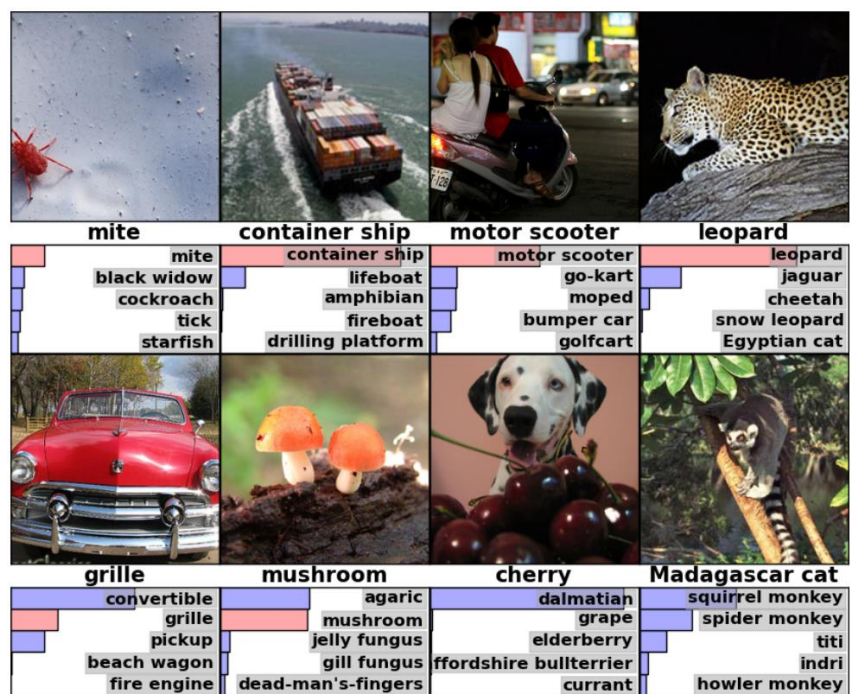 mite
container ship
motor scooter
leopard
mite
black widow
cockroach
tick
starfish
container ship
lifeboat
amphibian
fireboat
drilling platform
motor scooter
go-kart
moped
bumper car
golfcart
leopard
jaguar
cheetah
snow leopard
Egyptian cat
grille
mushroom
cherry
Madagascar cat
convertible
grille
pickup
beach wagon
fire engine
agaric
mushroom
jelly fungus
gill fungus
dead-man's-fingers
dalmatian
grape
elderberry
ffordshire bullterrier
currant
squirrel monkey
spider monkey
titi
indri
howler monkey